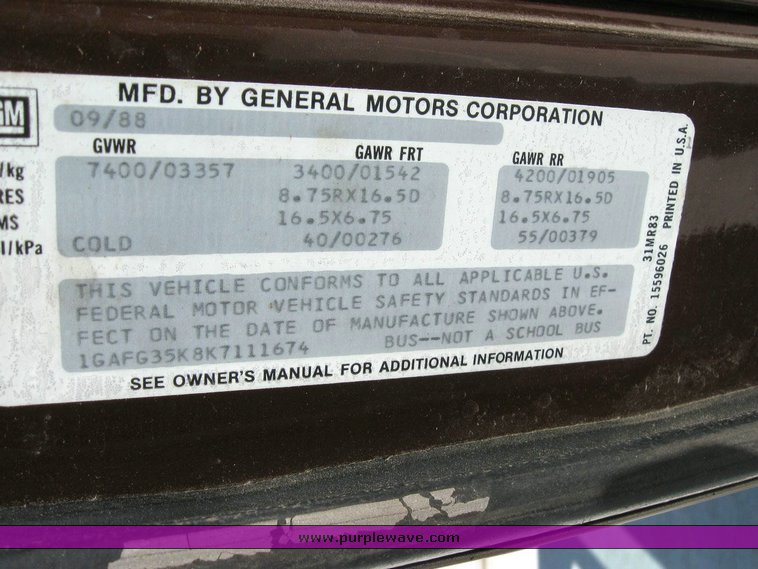 GM
MFD. BY GENERAL MOTORS CORPORATION
09/88
GVWR GAWR FRT GAWR RR
/kg 7400/03357 3400/01542 4200/01905
8.75RX16.5D 8.75RX16.5D
16.5X6.75 16.5X6.75
/kPa COLD 40/00276 55/00379
THIS VEHICLE CONFORMS TO ALL APPLICABLE U.S.
FEDERAL MOTOR VEHICLE SAFETY STANDARDS IN EF-
FECT ON THE DATE OF MANUFACTURE SHOWN ABOVE.
1GAFG35K8K7111674 BUS--NOT A SCHOOL BUS
SEE OWNER'S MANUAL FOR ADDITIONAL INFORMATION
31MR83
PT. NO. 15596026 PRINTED IN U.S.A.
www.purplewave.com